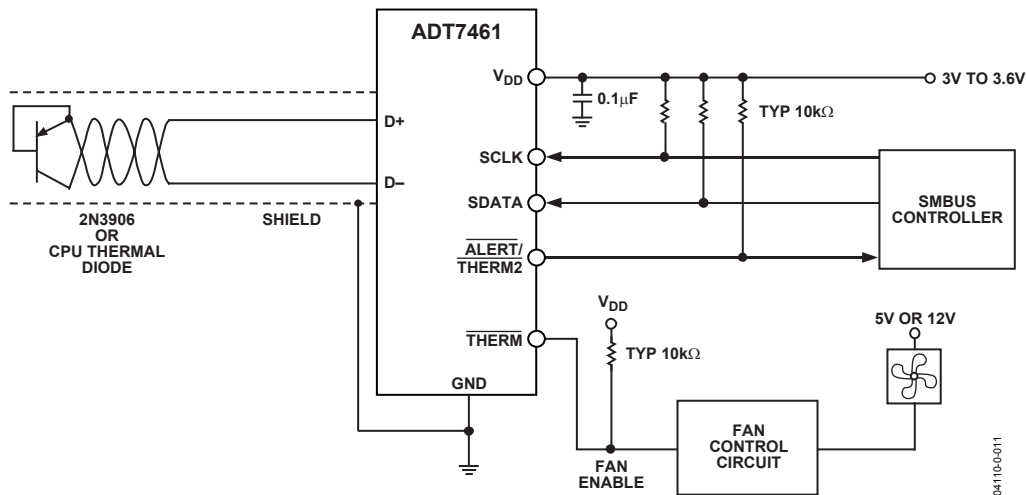 ADT7461
V_DD
3V TO 3.6V
0.1μF
TYP 10kΩ
D+
SCLK
D–
SDATA
SMBUS
CONTROLLER
2N3906
OR
CPU THERMAL
DIODE
SHIELD
ALERT/
THERM2
V_DD
5V OR 12V
THERM
TYP 10kΩ
GND
FAN
CONTROL
CIRCUIT
FAN
ENABLE
04110-0-011